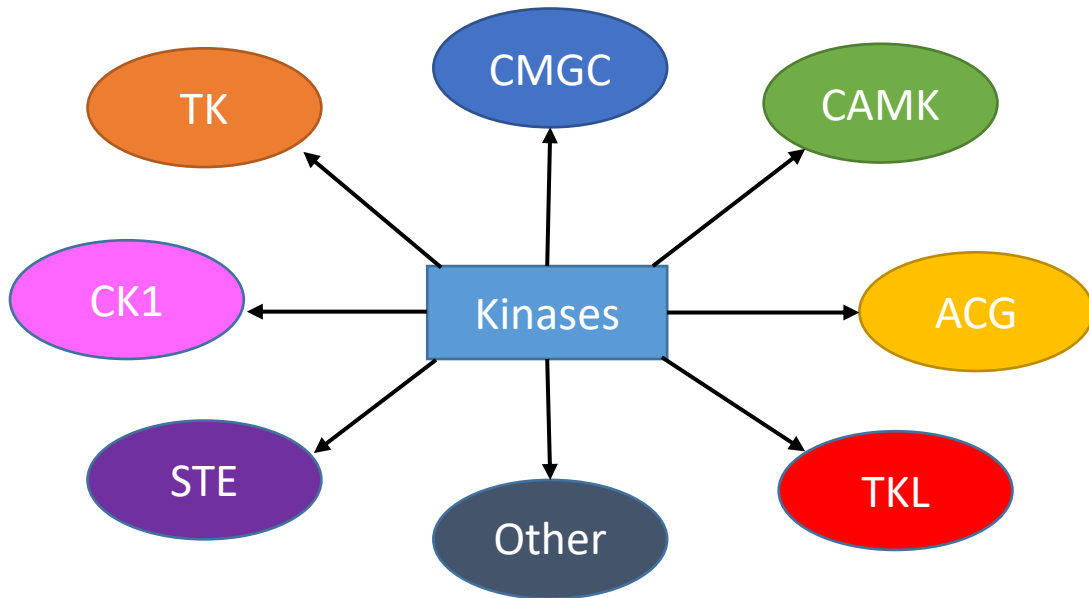 CMGC
TK
CAMK
CK1
Kinases
ACG
STE
TKL
Other